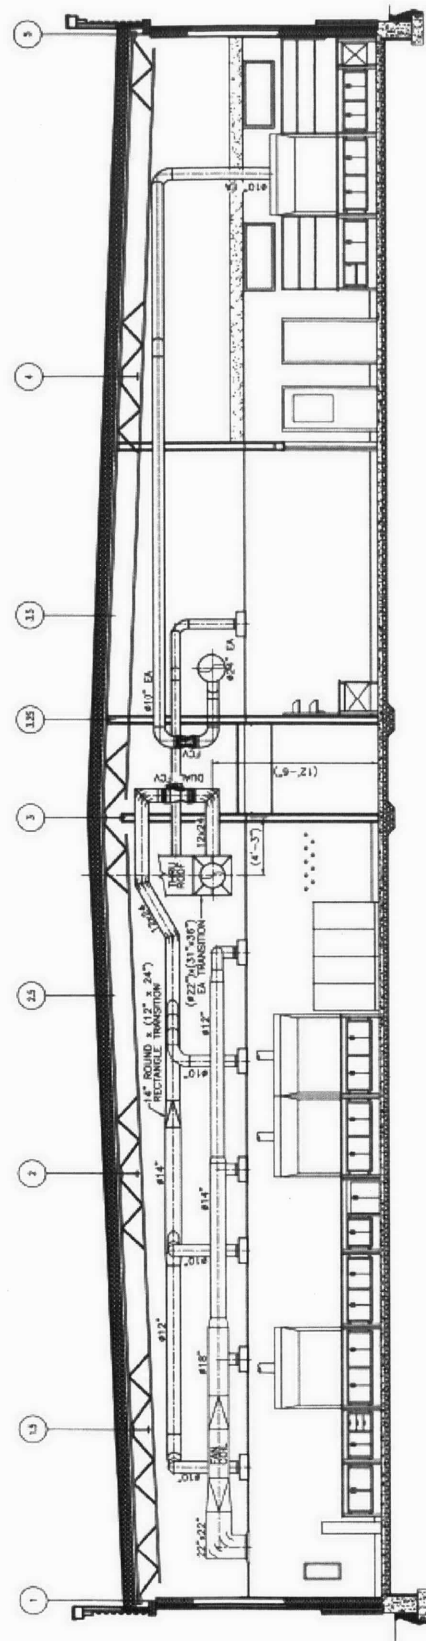 1
1.5
2
2.5
3
3.25
3.5
4
5
22"x22"
FAN
COIL
ø18"
ø14"
ø12"
ø10"
ø12"
ø10"
ø14"
14" ROUND x (12" x 24")
RECTANGLE TRANSITION
ø10"
(ø22")x(31"x36")
EA TRANSITION
THRU
ROOF
12x24
12x24
DUAL
FCV
FCV
(4'-3")
(12'-6")
ø10" EA
ø24" EA
ø10" EA